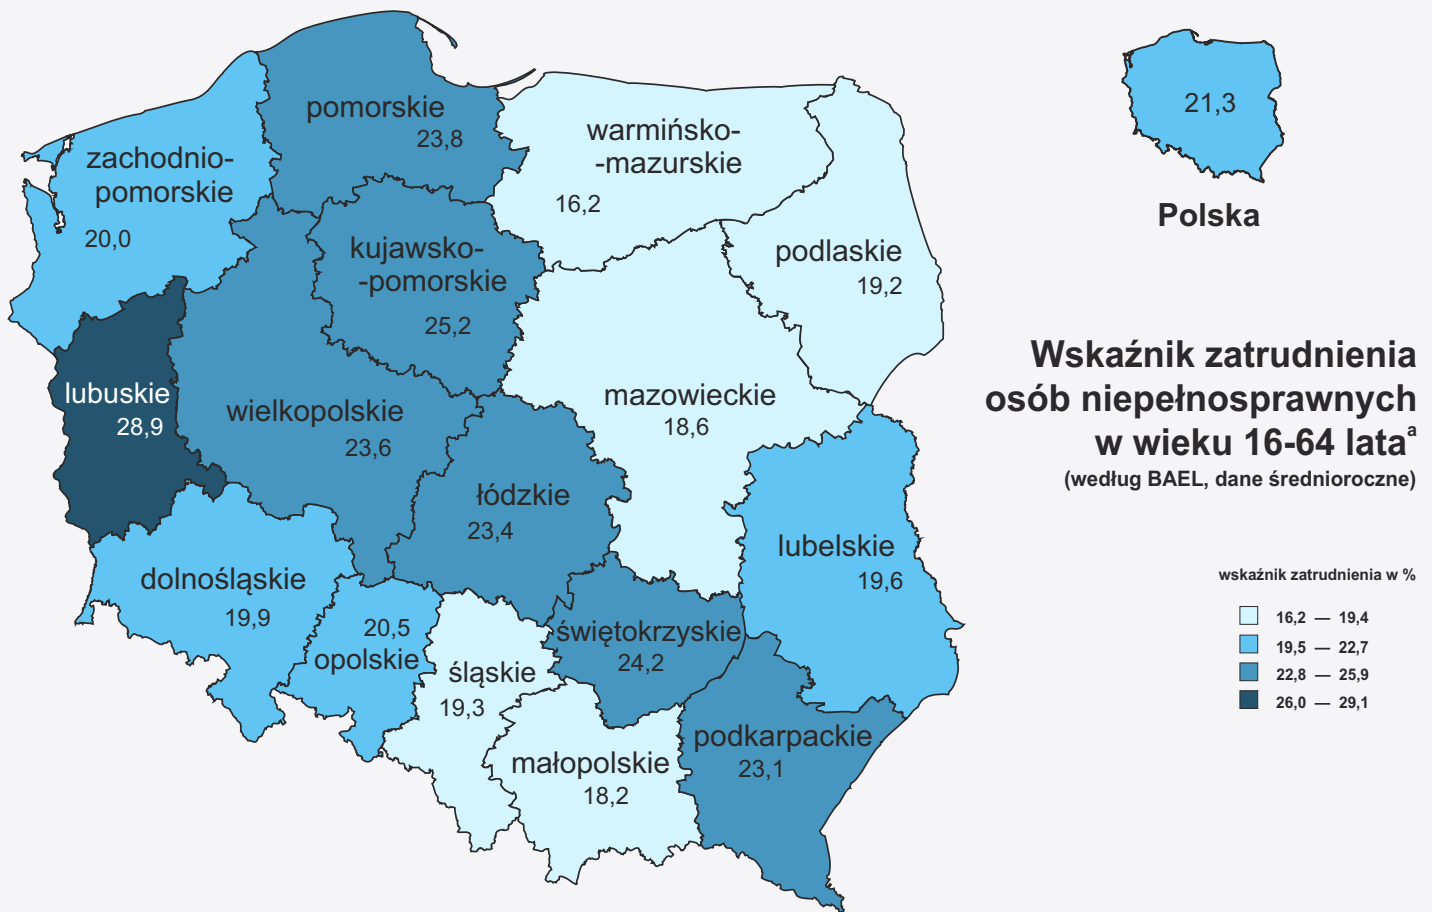 pomorskie
23,8
warmińsko-
-mazurskie
16,2
zachodnio-
pomorskie
20,0
kujawsko-
-pomorskie
25,2
podlaskie
19,2
lubuskie
28,9
wielkopolskie
23,6
mazowieckie
18,6
łódzkie
23,4
lubelskie
19,6
dolnośląskie
19,9
20,5
opolskie
śląskie
19,3
świętokrzyskie
24,2
małopolskie
18,2
podkarpackie
23,1
21,3
Polska
Wskaźnik zatrudnienia
osób niepełnosprawnych
w wieku 16-64 lataᵃ
(według BAEL, dane średnioroczne)
wskaźnik zatrudnienia w %
16,2 — 19,4
19,5 — 22,7
22,8 — 25,9
26,0 — 29,1